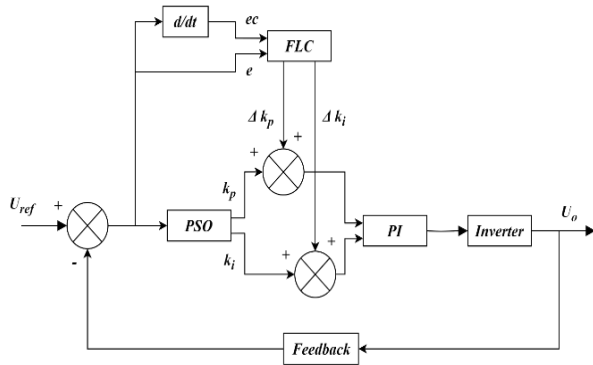 d/dt
ec
FLC
e
Δ k_p
Δ k_i
+
+
k_p
U_ref
+
PSO
PI
Inverter
U_o
-
k_i
+
+
Feedback